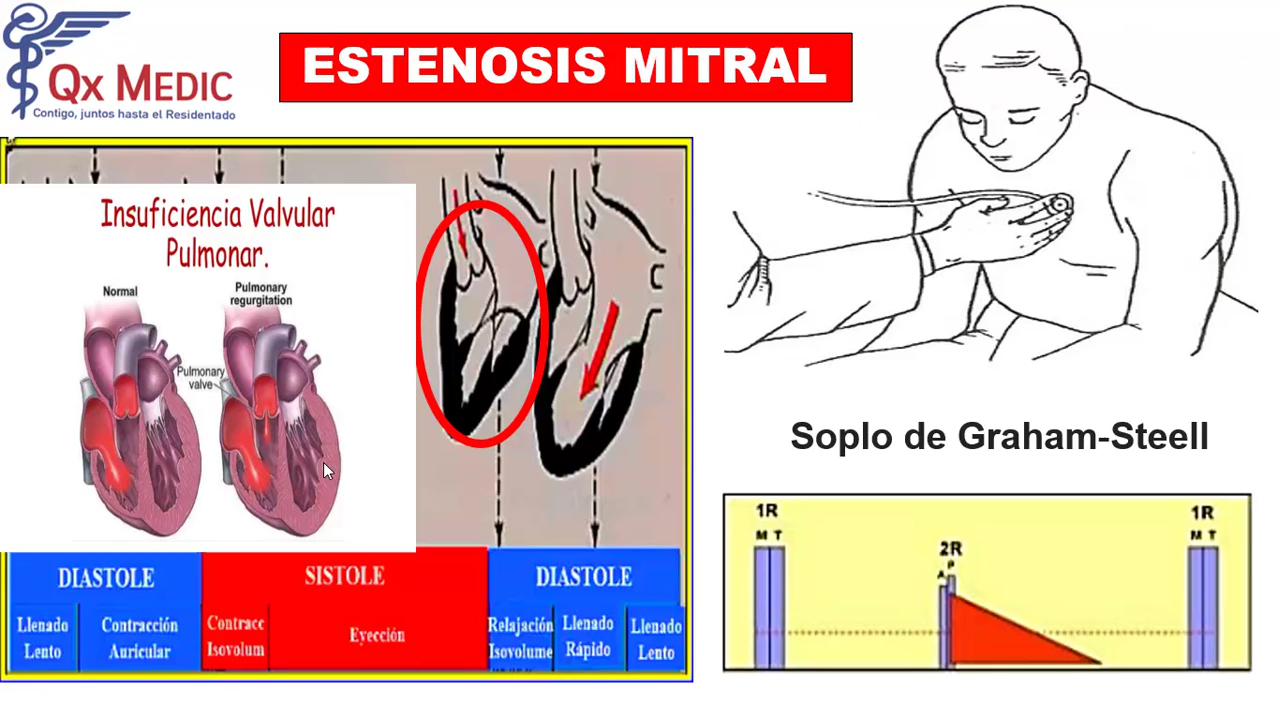 Qx MEDIC
Contigo, juntos hasta el Residentado
ESTENOSIS MITRAL
Insuficiencia Valvular
Pulmonar.
Normal
Pulmonary
regurgitation
Pulmonary
valve
DIASTOLE
SISTOLE
DIASTOLE
Llenado
Lento
Contracción
Auricular
Contracc
Isovolum
Eyección
Relajación
Isovolume
Llenado
Rápido
Llenado
Lento
Soplo de Graham-Steell
1R
M T
2R
A P
1R
M T